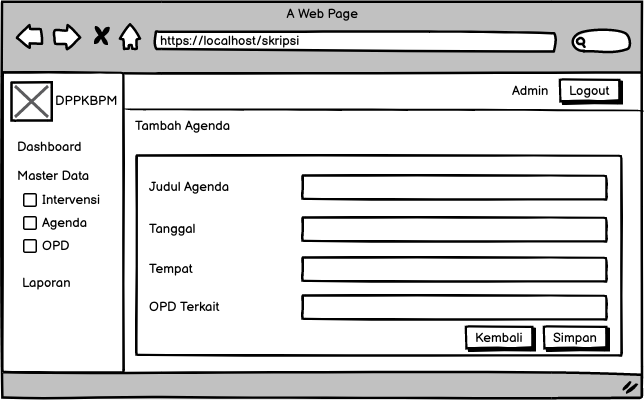 A Web Page
https://localhost/skripsi
DPPKBPM
Admin
Logout
Dashboard
Master Data
Intervensi
Agenda
OPD
Laporan
Tambah Agenda
Judul Agenda
Tanggal
Tempat
OPD Terkait
Kembali
Simpan